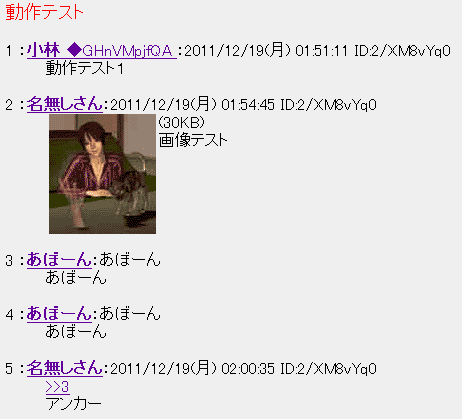 動作テスト
1 ：小林 ◆GHnVMpjfQA ：2011/12/19(月) 01:51:11 ID:2/XM8vYq0
動作テスト１
2 ：名無しさん：2011/12/19(月) 01:54:45 ID:2/XM8vYq0
(30KB)
画像テスト
3 ：あぼーん：あぼーん
あぼーん
4 ：あぼーん：あぼーん
あぼーん
5 ：名無しさん：2011/12/19(月) 02:00:35 ID:2/XM8vYq0
>>3
アンカー